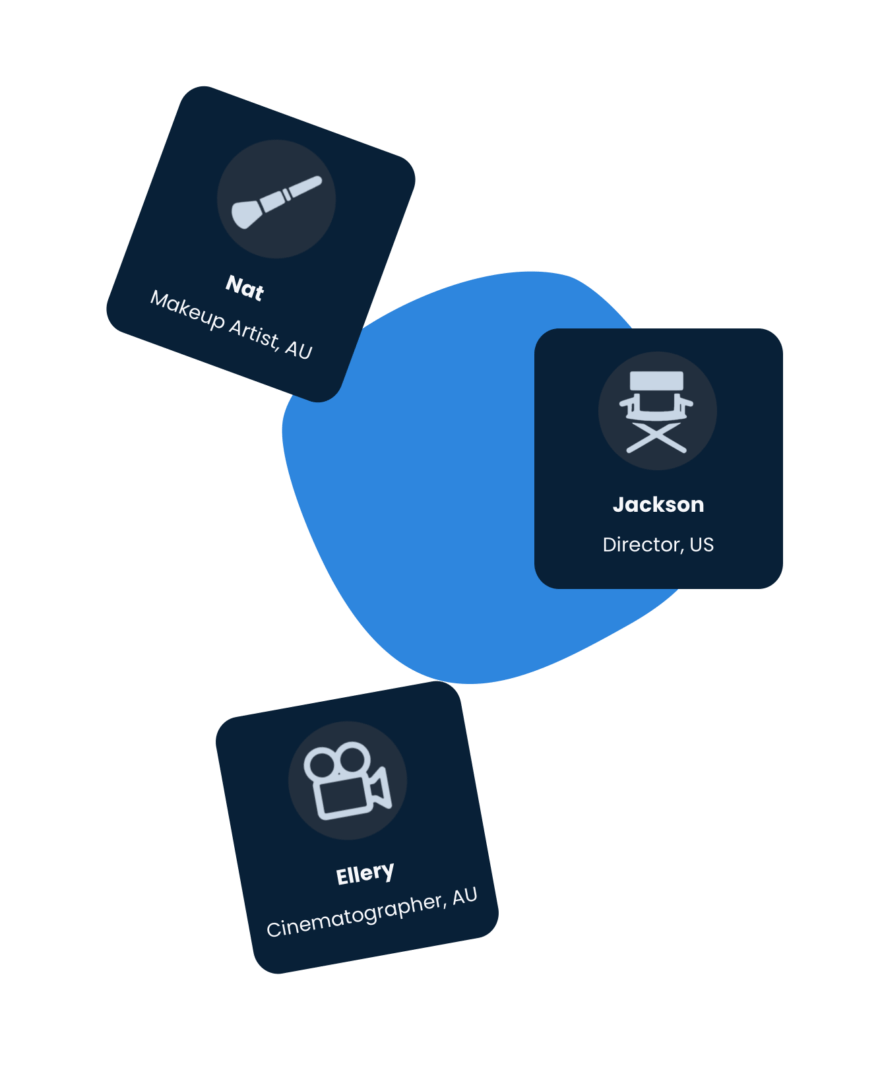 Nat
Makeup Artist, AU
Jackson
Director, US
Ellery
Cinematographer, AU